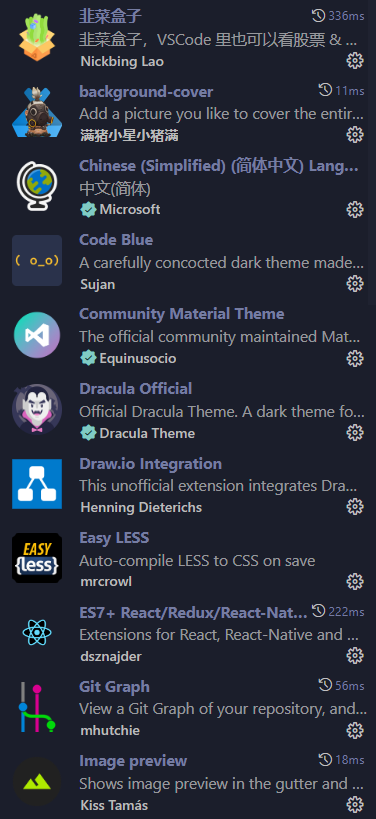 韭菜盒子 336ms
韭菜盒子，VSCode 里也可以看股票 & ...
Nickbing Lao
background-cover 11ms
Add a picture you like to cover the entir...
满猪小星小猪满
Chinese (Simplified) (简体中文) Lang...
中文(简体)
Microsoft
( o_o)
Code Blue
A carefully concocted dark theme made...
Sujan
Community Material Theme
The official community maintained Mat...
Equinusocio
Dracula Official
Official Dracula Theme. A dark theme fo...
Dracula Theme
Draw.io Integration
This unofficial extension integrates Dra...
Henning Dieterichs
EASY
{less}
Easy LESS
Auto-compile LESS to CSS on save
mrcrowl
ES7+ React/Redux/React-Nat... 222ms
Extensions for React, React-Native and ...
dsznajder
Git Graph 56ms
View a Git Graph of your repository, and...
mhutchie
Image preview 18ms
Shows image preview in the gutter and ...
Kiss Tamás